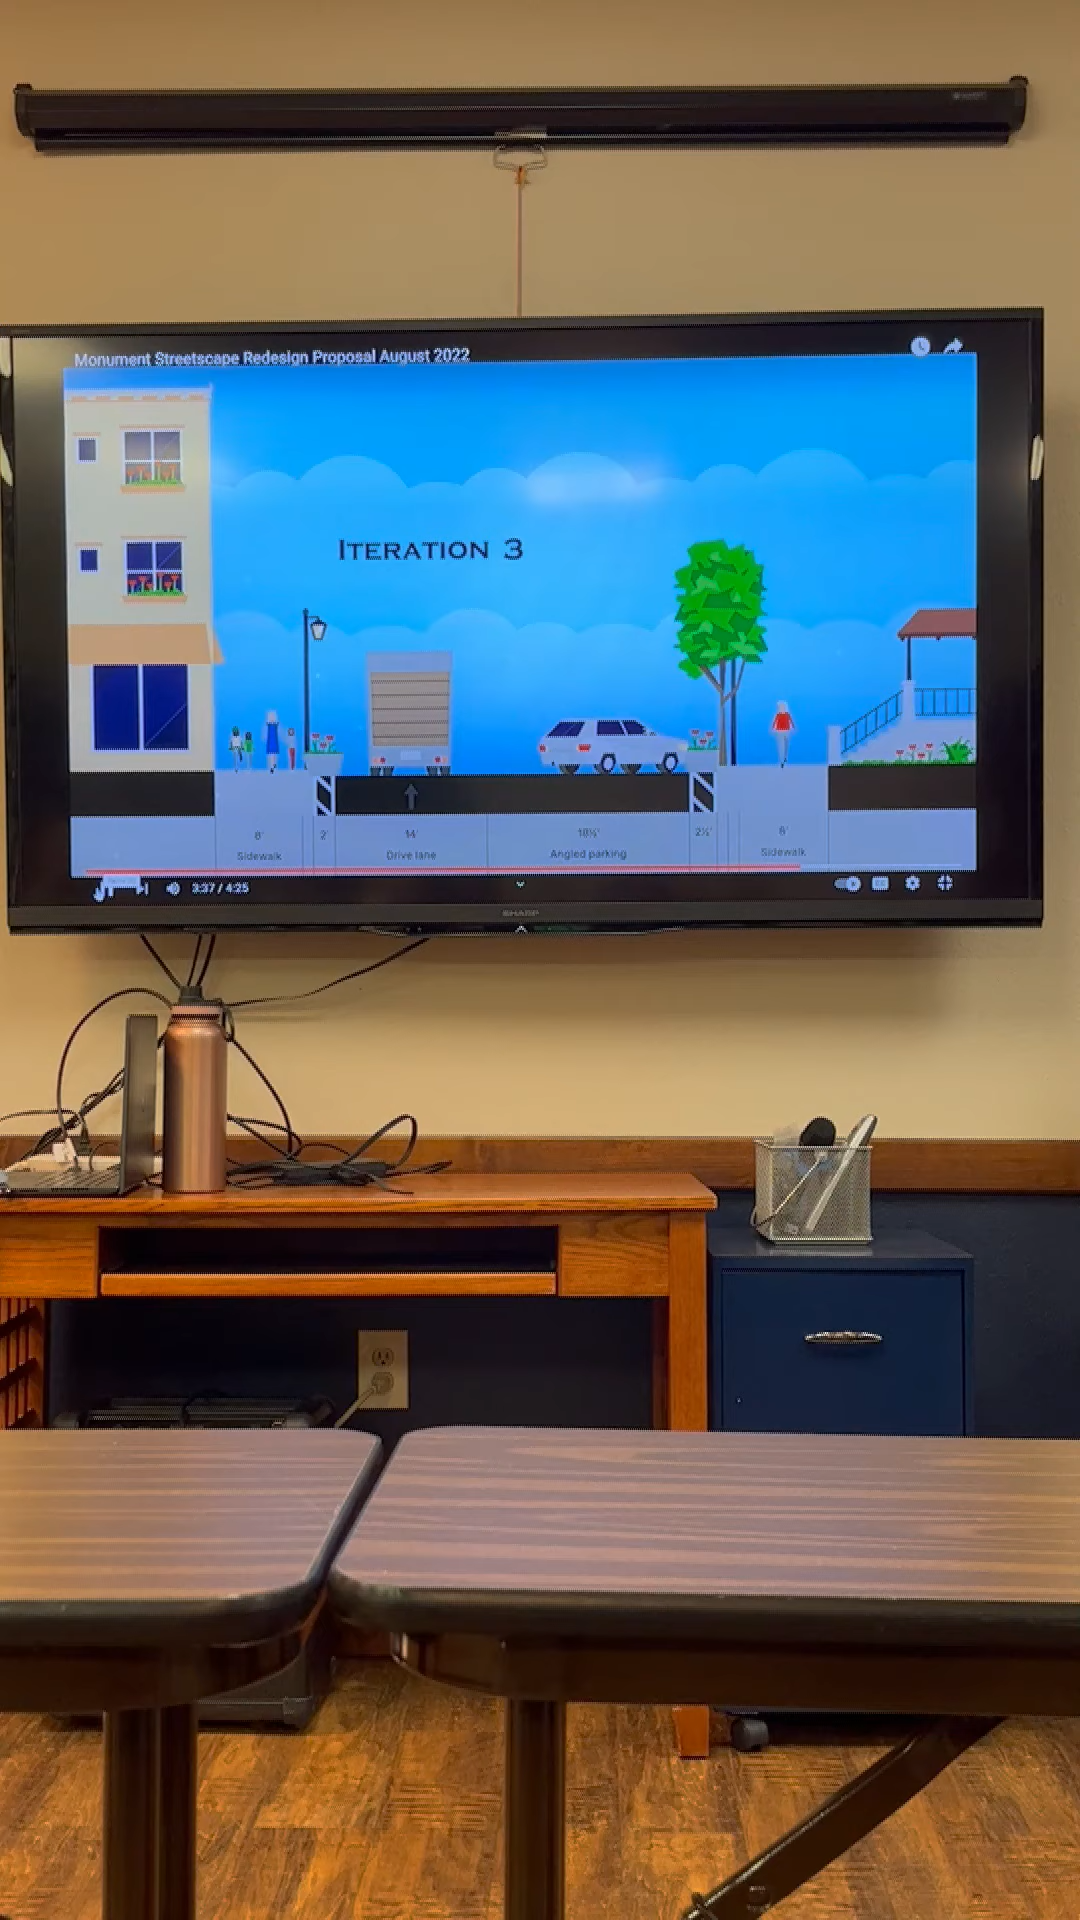 Monument Streetscape Redesign Proposal August 2022
ITERATION 3
8' 2' 14' 18½' 2½' 8'
Sidewalk Drive lane Angled parking Sidewalk
3:37 / 4:25
SHARP